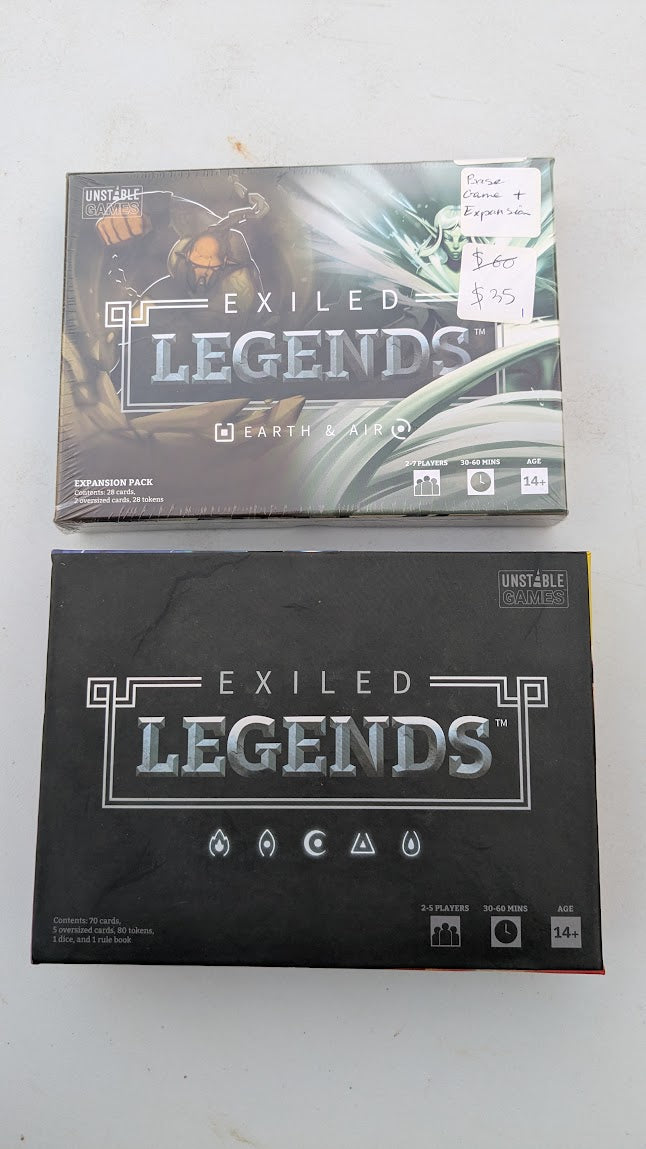 UNSTABLE
GAMES
Base
Game +
Expansion
$60
$35
EXILED
LEGENDS™
EARTH & AIR
EXPANSION PACK
Contents: 28 cards,
2 oversized cards, 28 tokens
2-7 PLAYERS
30-60 MINS
AGE
14+
UNSTABLE
GAMES
EXILED
LEGENDS™
Contents: 70 cards,
5 oversized cards, 80 tokens,
1 dice, and 1 rule book
2-5 PLAYERS
30-60 MINS
AGE
14+